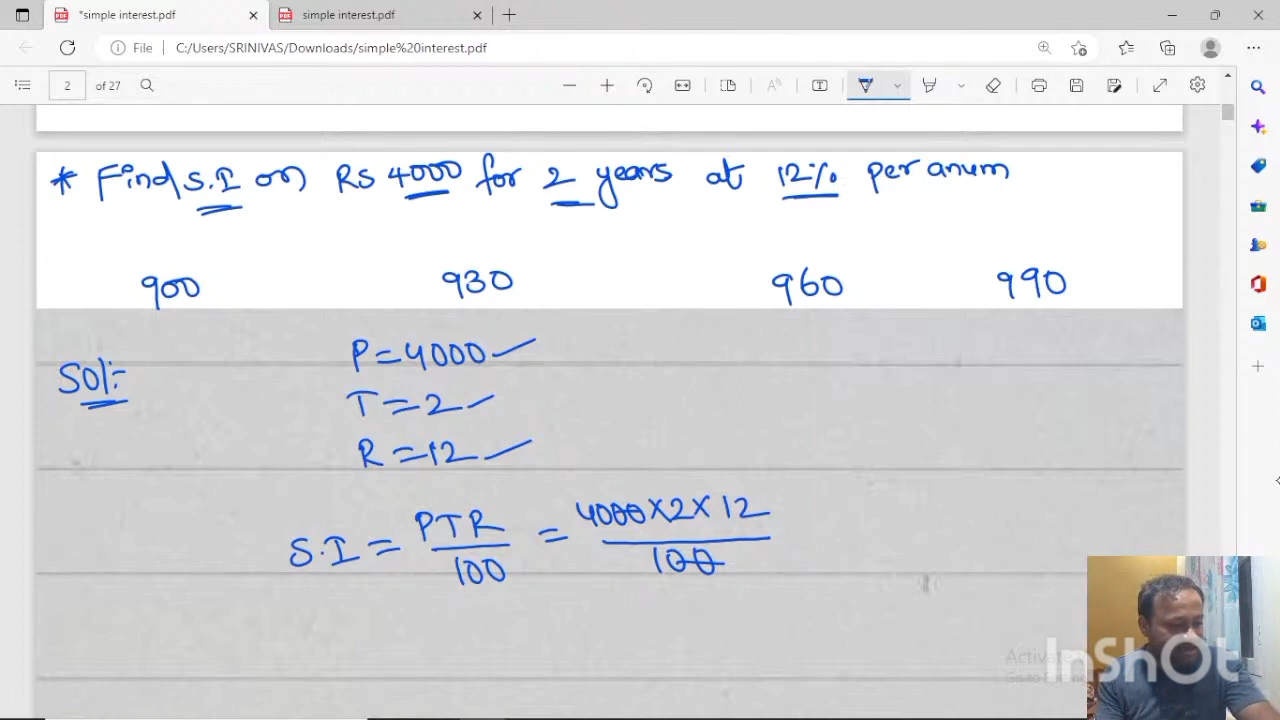 *simple interest.pdf
simple interest.pdf
File C:/Users/SRINIVAS/Downloads/simple%20interest.pdf
2 of 27
* Find S.I on Rs 4000 for 2 years at 12% per anum
900 930 960 990
Sol:-
P=4000
T=2
R=12
S.I = PTR/100 = 4000×2×12/100
Activate
InShOt